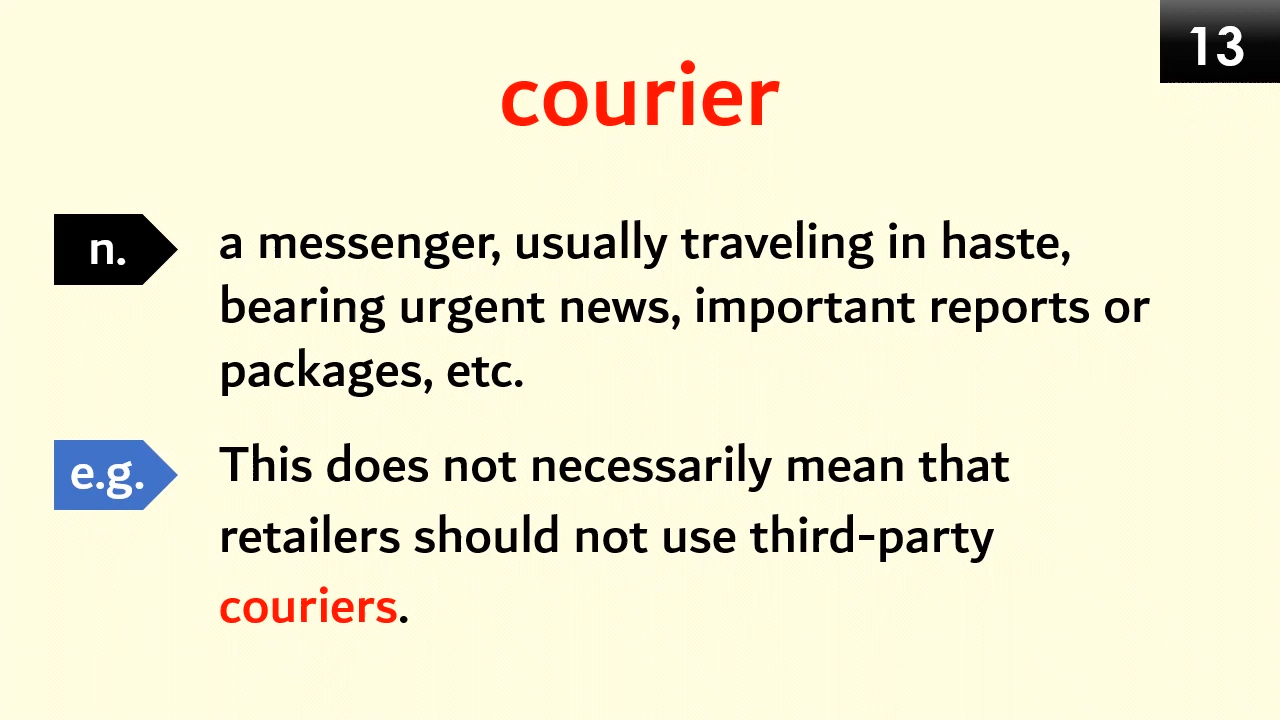 13
courier
n.
a messenger, usually traveling in haste,
bearing urgent news, important reports or
packages, etc.
e.g.
This does not necessarily mean that
retailers should not use third-party
couriers.